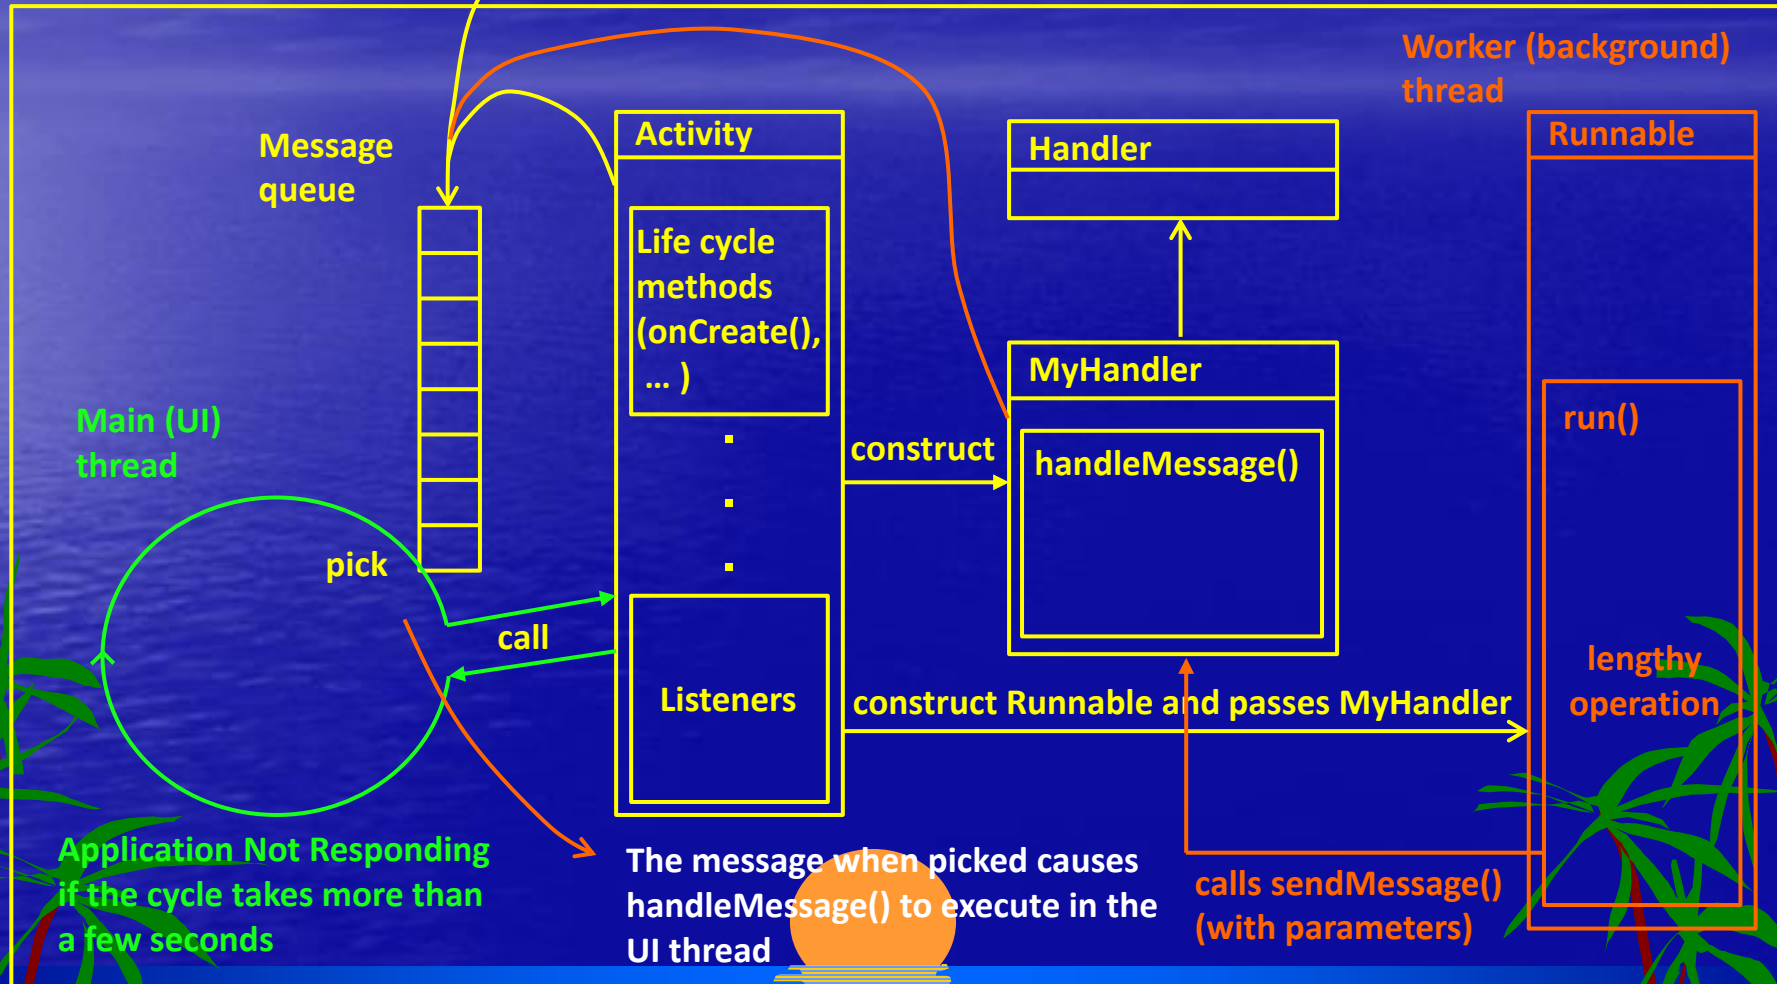 Worker (background)
thread
Message
queue
Activity
Handler
Runnable
Life cycle
methods
(onCreate(),
... )
.
.
.
MyHandler
construct
handleMessage()
run()
Main (UI)
thread
pick
call
Listeners
construct Runnable and passes MyHandler
lengthy
operation
Application Not Responding
if the cycle takes more than
a few seconds
The message when picked causes
handleMessage() to execute in the
UI thread
calls sendMessage()
(with parameters)